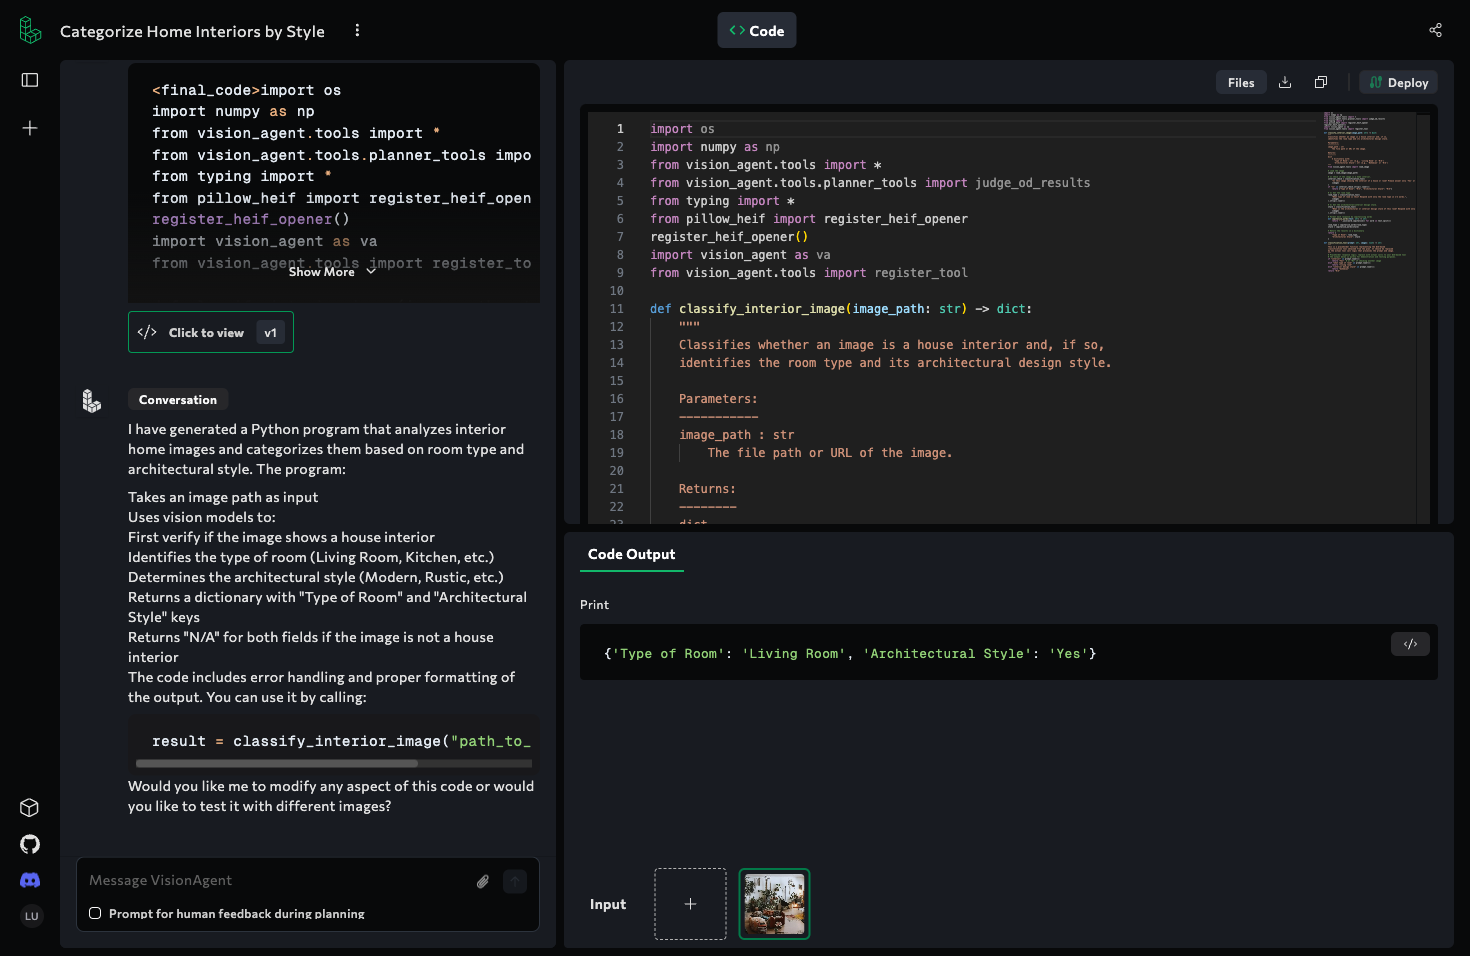 Categorize Home Interiors by Style
<> Code
<final_code>import os
import numpy as np
from vision_agent.tools import *
from vision_agent.tools.planner_tools impo
from typing import *
from pillow_heif import register_heif_open
register_heif_opener()
import vision_agent as va
from vision_agent.tools import register_to
Show More
</> Click to view v1
Conversation
I have generated a Python program that analyzes interior
home images and categorizes them based on room type and
architectural style. The program:
Takes an image path as input
Uses vision models to:
First verify if the image shows a house interior
Identifies the type of room (Living Room, Kitchen, etc.)
Determines the architectural style (Modern, Rustic, etc.)
Returns a dictionary with "Type of Room" and "Architectural
Style" keys
Returns "N/A" for both fields if the image is not a house
interior
The code includes error handling and proper formatting of
the output. You can use it by calling:
result = classify_interior_image("path_to_
Would you like me to modify any aspect of this code or would
you like to test it with different images?
Message VisionAgent
Prompt for human feedback during planning
LU
Files
Deploy
1 import os
2 import numpy as np
3 from vision_agent.tools import *
4 from vision_agent.tools.planner_tools import judge_od_results
5 from typing import *
6 from pillow_heif import register_heif_opener
7 register_heif_opener()
8 import vision_agent as va
9 from vision_agent.tools import register_tool
10
11 def classify_interior_image(image_path: str) -> dict:
12 """
13 Classifies whether an image is a house interior and, if so,
14 identifies the room type and its architectural design style.
15
16 Parameters:
17 -----------
18 image_path : str
19 The file path or URL of the image.
20
21 Returns:
22 --------
23 dict
Code Output
Print
{'Type of Room': 'Living Room', 'Architectural Style': 'Yes'}
</>
Input
+